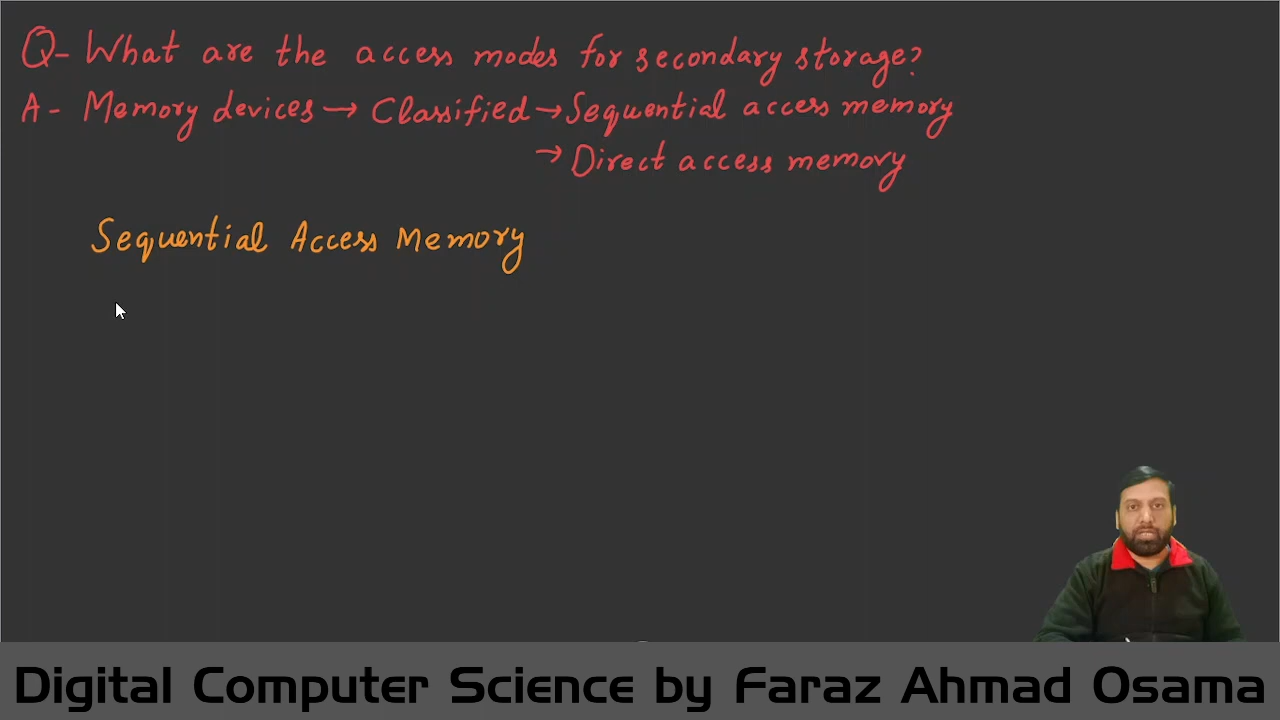 Q- What are the access modes for secondary storage?
A- Memory devices → Classified → Sequential access memory
→ Direct access memory
Sequential Access Memory
Digital Computer Science by Faraz Ahmad Osama